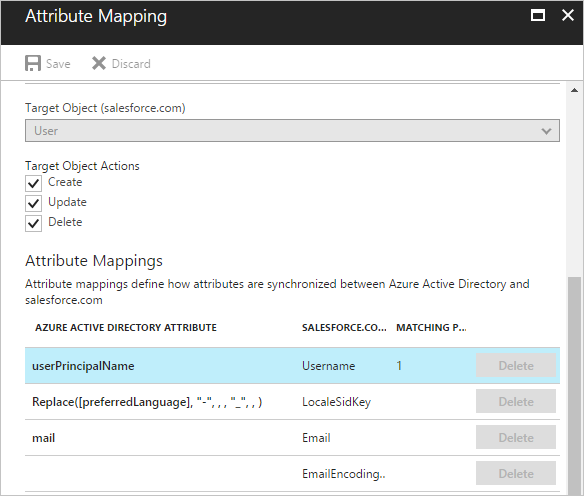 Attribute Mapping
Save Discard
Target Object (salesforce.com)
User
Target Object Actions
Create
Update
Delete
Attribute Mappings
Attribute mappings define how attributes are synchronized between Azure Active Directory and
salesforce.com
AZURE ACTIVE DIRECTORY ATTRIBUTE SALESFORCE.CO... MATCHING P...
userPrincipalName Username 1 Delete
Replace([preferredLanguage], "-", , , "_", , ) LocaleSidKey Delete
mail Email Delete
EmailEncoding.. Delete